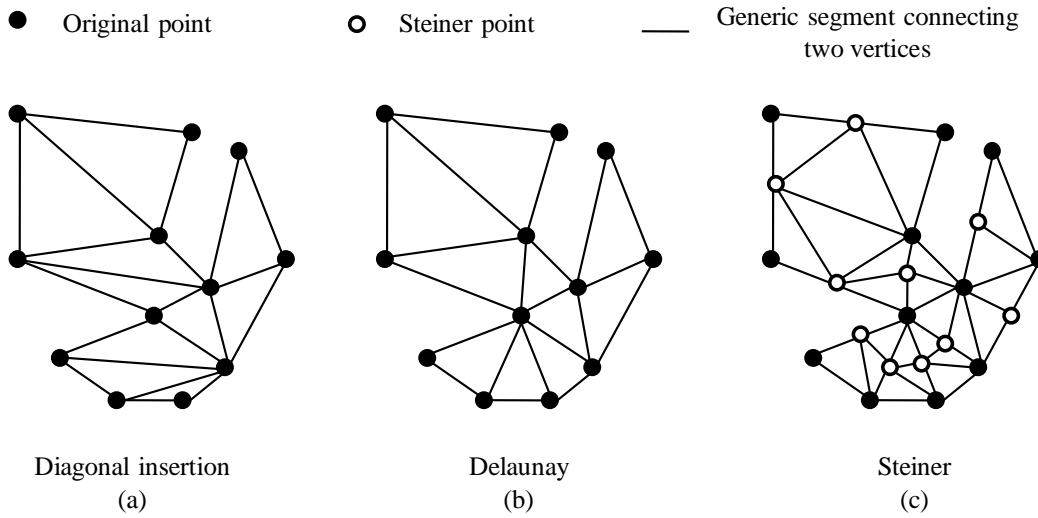 Original point
Steiner point
Generic segment connecting
two vertices
Diagonal insertion
(a)
Delaunay
(b)
Steiner
(c)